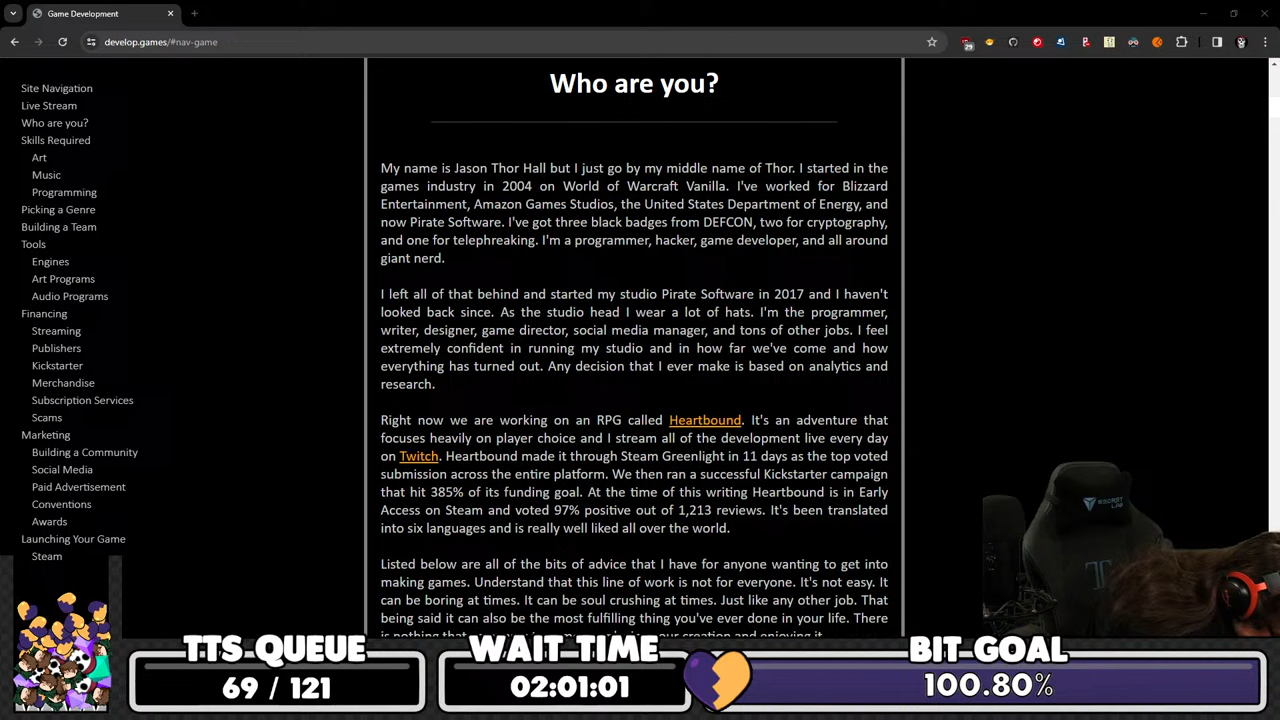 Game Development
develop.games/#nav-game
29
Site Navigation
Live Stream
Who are you?
Skills Required
Art
Music
Programming
Picking a Genre
Building a Team
Tools
Engines
Art Programs
Audio Programs
Financing
Streaming
Publishers
Kickstarter
Merchandise
Subscription Services
Scams
Marketing
Building a Community
Social Media
Paid Advertisement
Conventions
Awards
Launching Your Game
Steam
Who are you?
My name is Jason Thor Hall but I just go by my middle name of Thor. I started in the
games industry in 2004 on World of Warcraft Vanilla. I've worked for Blizzard
Entertainment, Amazon Games Studios, the United States Department of Energy, and
now Pirate Software. I've got three black badges from DEFCON, two for cryptography,
and one for telephreaking. I'm a programmer, hacker, game developer, and all around
giant nerd.
I left all of that behind and started my studio Pirate Software in 2017 and I haven't
looked back since. As the studio head I wear a lot of hats. I'm the programmer,
writer, designer, game director, social media manager, and tons of other jobs. I feel
extremely confident in running my studio and in how far we've come and how
everything has turned out. Any decision that I ever make is based on analytics and
research.
Right now we are working on an RPG called Heartbound. It's an adventure that
focuses heavily on player choice and I stream all of the development live every day
on Twitch. Heartbound made it through Steam Greenlight in 11 days as the top voted
submission across the entire platform. We then ran a successful Kickstarter campaign
that hit 385% of its funding goal. At the time of this writing Heartbound is in Early
Access on Steam and voted 97% positive out of 1,213 reviews. It's been translated
into six languages and is really well liked all over the world.
Listed below are all of the bits of advice that I have for anyone wanting to get into
making games. Understand that this line of work is not for everyone. It's not easy. It
can be boring at times. It can be soul crushing at times. Just like any other job. That
being said it can also be the most fulfilling thing you've ever done in your life. There
SECRET LAB
TTS QUEUE
69 / 121
WAIT TIME
02:01:01
BIT GOAL
100.80%